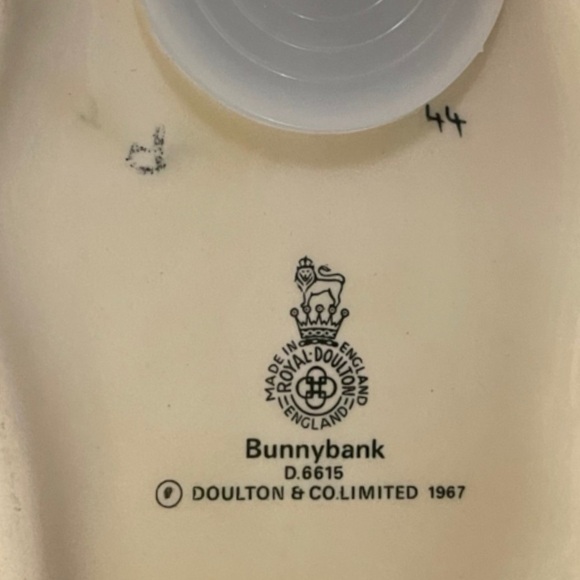 44
d
MADE IN ENGLAND
ROYAL·DOULTON
ENGLAND
Bunnybank
D.6615
DOULTON & CO.LIMITED 1967